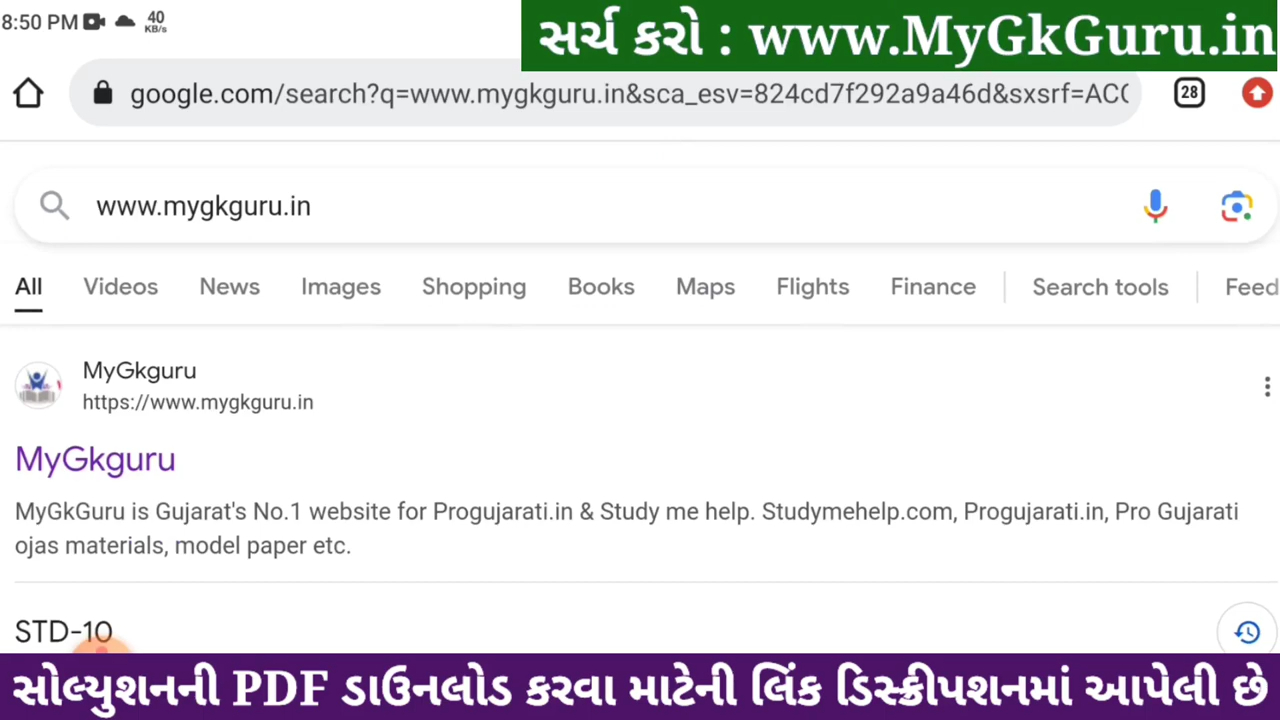 8:50 PM 40 KB/s
સર્ચ કરો : www.MyGkGuru.in
google.com/search?q=www.mygkguru.in&sca_esv=824cd7f292a9a46d&sxsrf=AC
28
www.mygkguru.in
All Videos News Images Shopping Books Maps Flights Finance Search tools Feed
MyGkguru
https://www.mygkguru.in
MyGkguru
MyGkGuru is Gujarat's No.1 website for Progujarati.in & Study me help. Studymehelp.com, Progujarati.in, Pro Gujarati
ojas materials, model paper etc.
STD-10
સોલ્યુશનની PDF ડાઉનલોડ કરવા માટેની લિંક ડિસ્ક્રીપશનમાં આપેલી છે